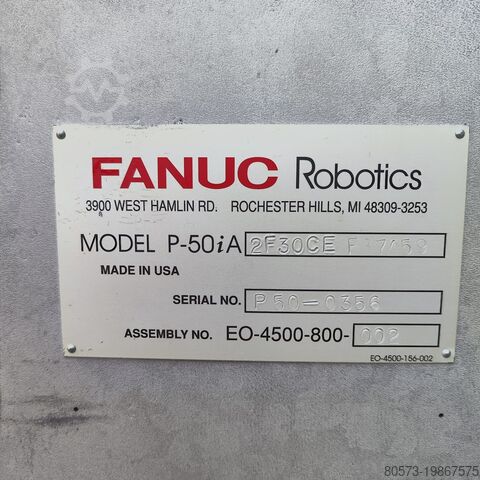 FANUC Robotics
3900 WEST HAMLIN RD. ROCHESTER HILLS, MI 48309-3253
MODEL P-50iA 2F30CE
MADE IN USA
SERIAL NO. P50-0356
ASSEMBLY NO. EO-4500-800-002
EO-4500-156-002
80573-19867575